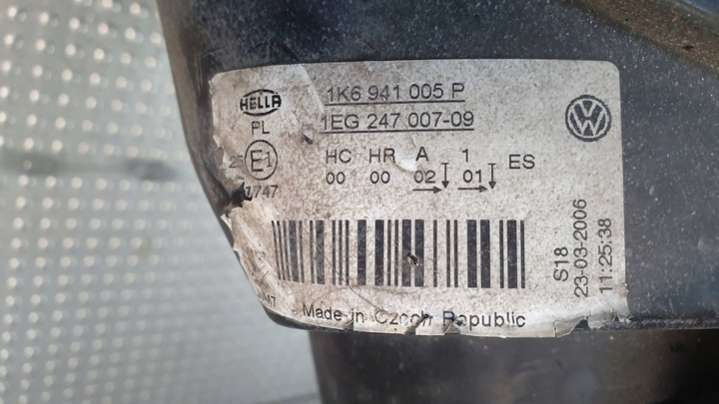 1K6 941 005 P
HELLA
1EG 247 007-09
PL
HC HR A 1 ES
E1
00 00 02 01
1747
S18
23-03-2006
11:25:38
Made in Czech Republic